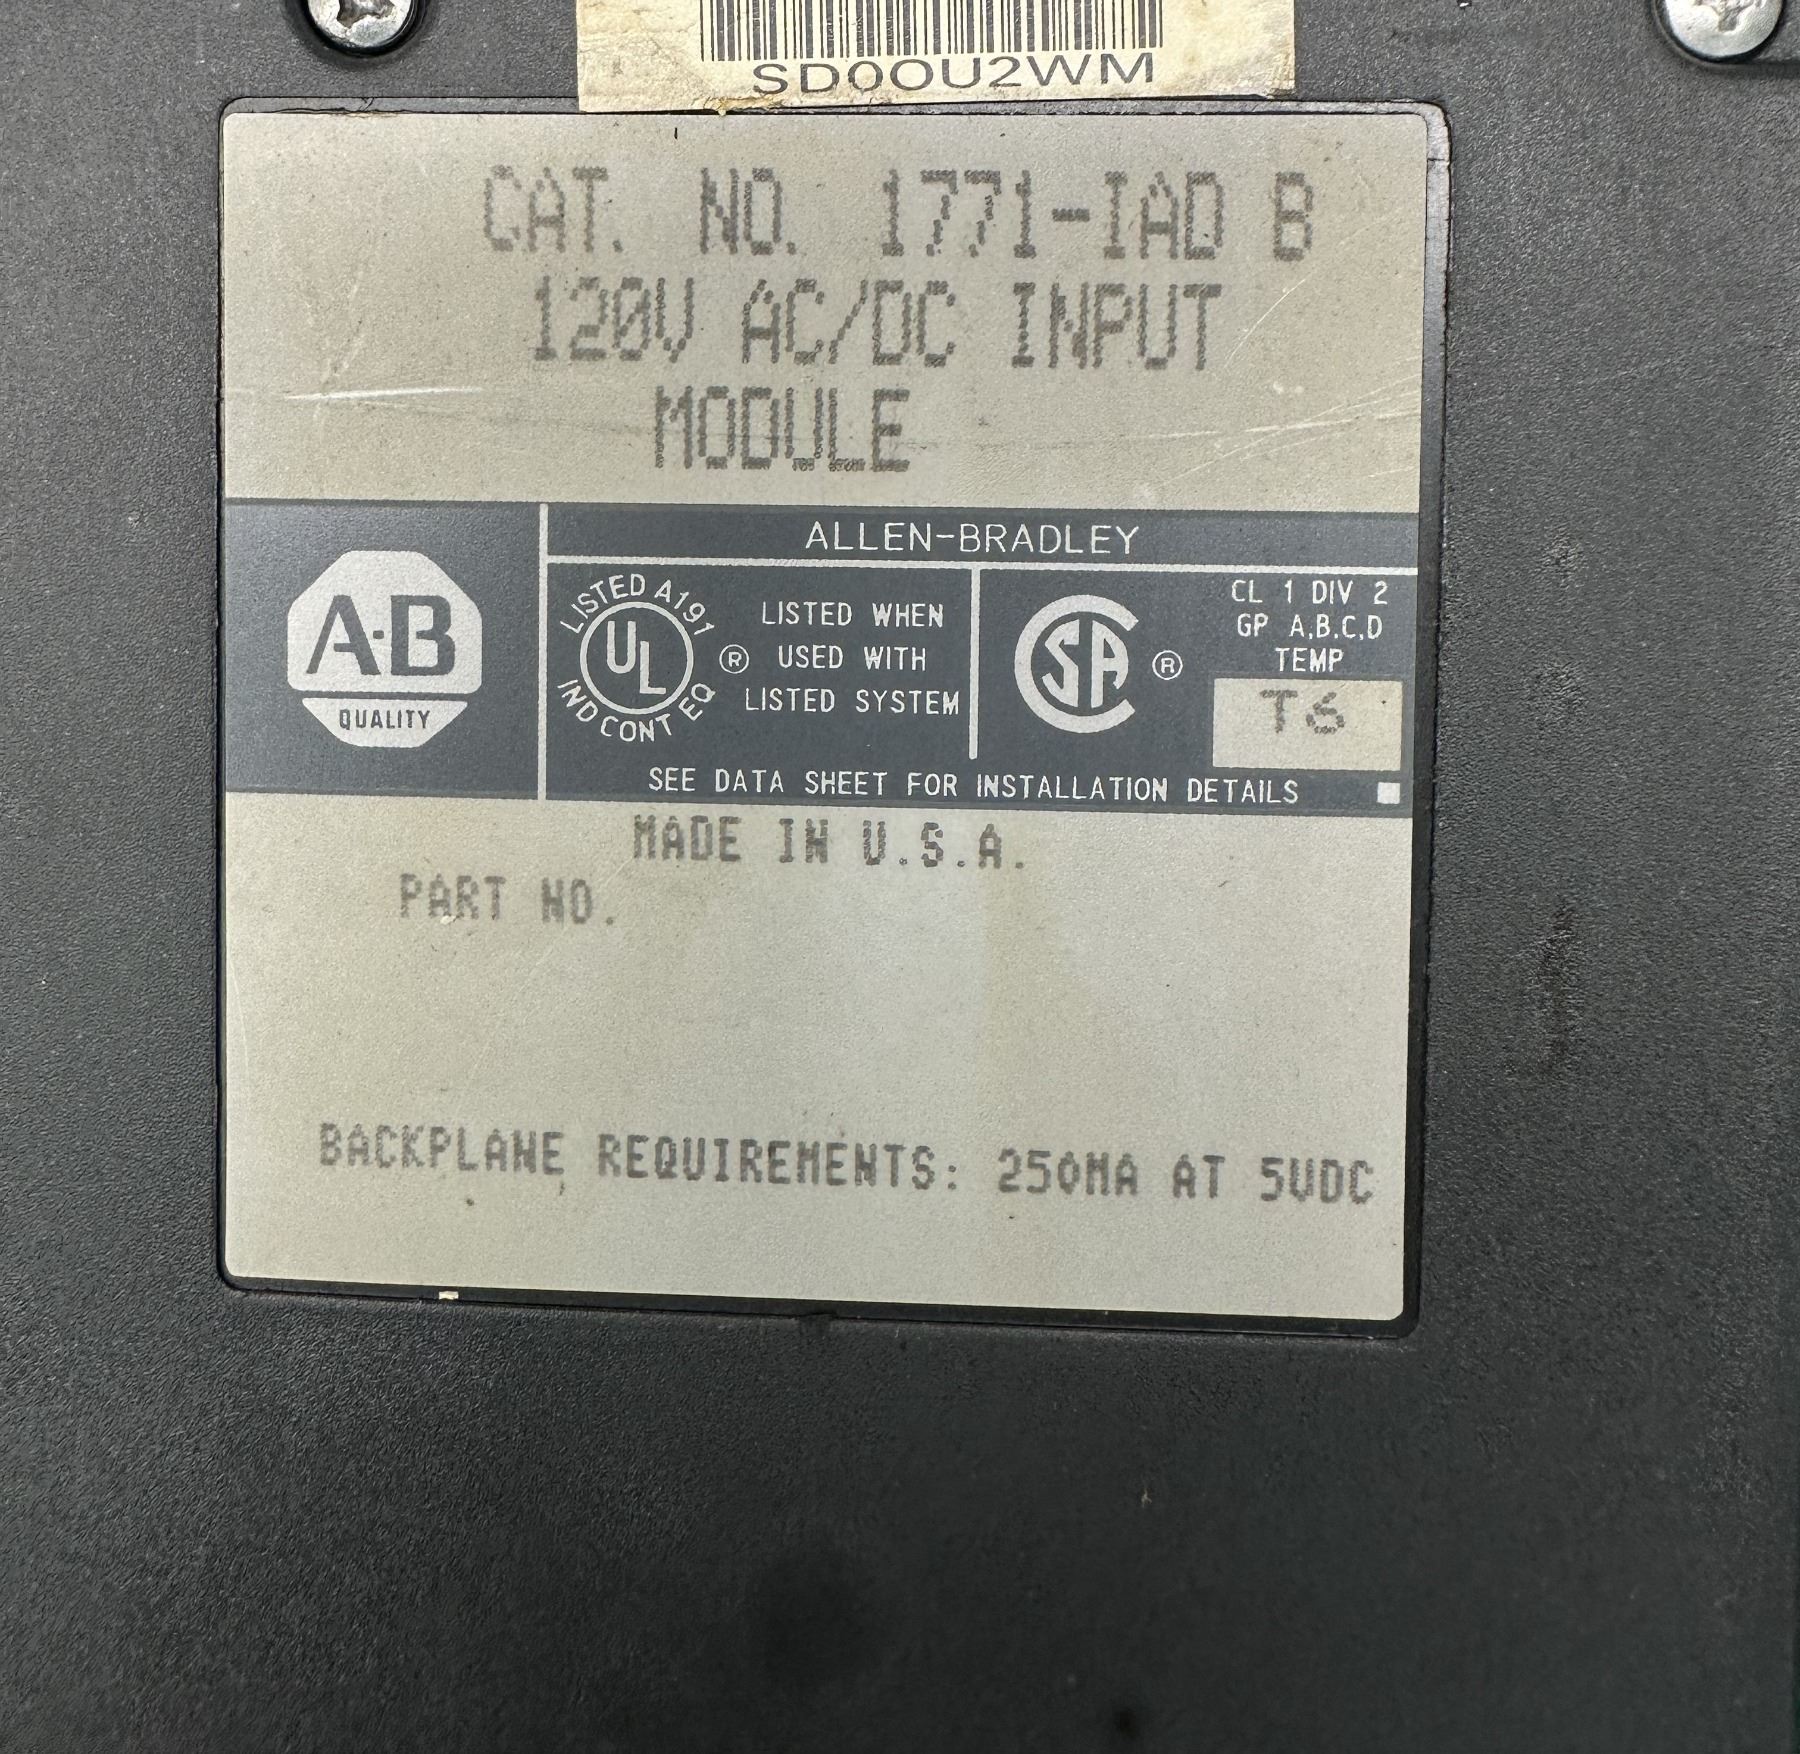 SD00U2WM
CAT. NO. 1771-IAD B
120V AC/DC INPUT
MODULE
ALLEN-BRADLEY
A-B
QUALITY
LISTED A191
UL
IND CONT EQ
®
LISTED WHEN
USED WITH
LISTED SYSTEM
SA
®
CL 1 DIV 2
GP A,B,C,D
TEMP
T6
SEE DATA SHEET FOR INSTALLATION DETAILS
MADE IN U.S.A.
PART NO.
BACKPLANE REQUIREMENTS: 250MA AT 5VDC